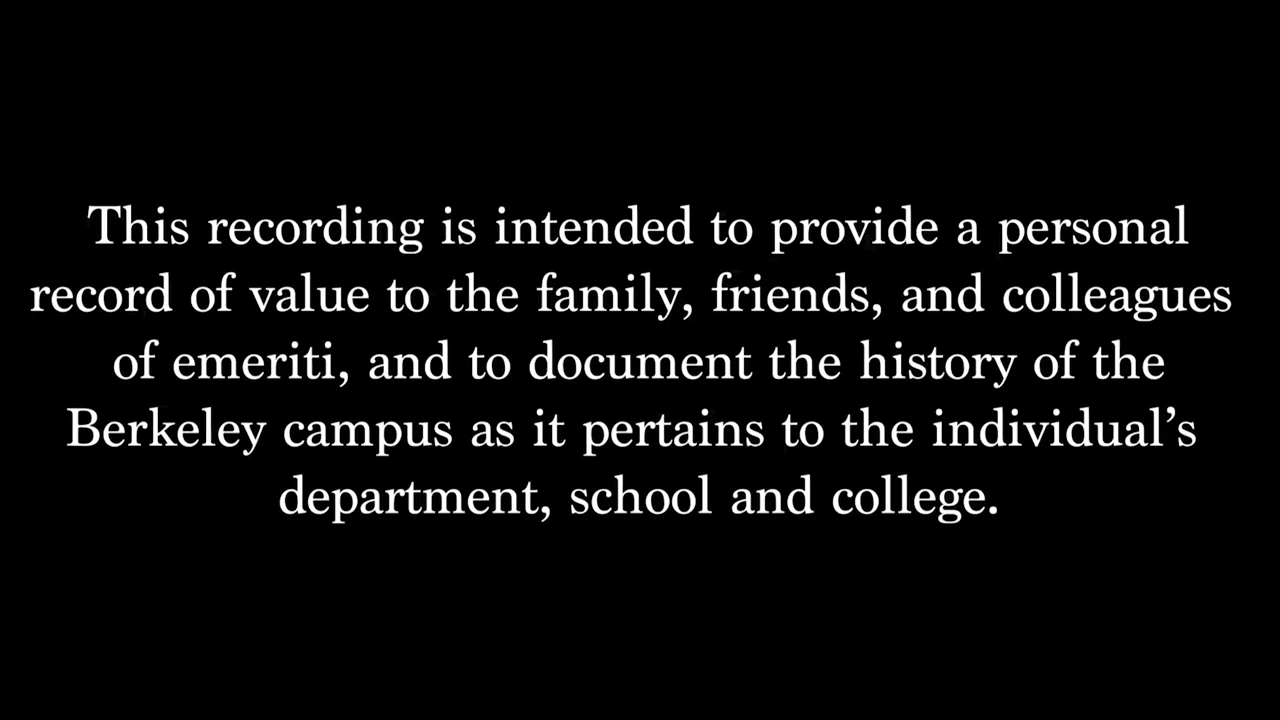 This recording is intended to provide a personal
record of value to the family, friends, and colleagues
of emeriti, and to document the history of the
Berkeley campus as it pertains to the individual’s
department, school and college.